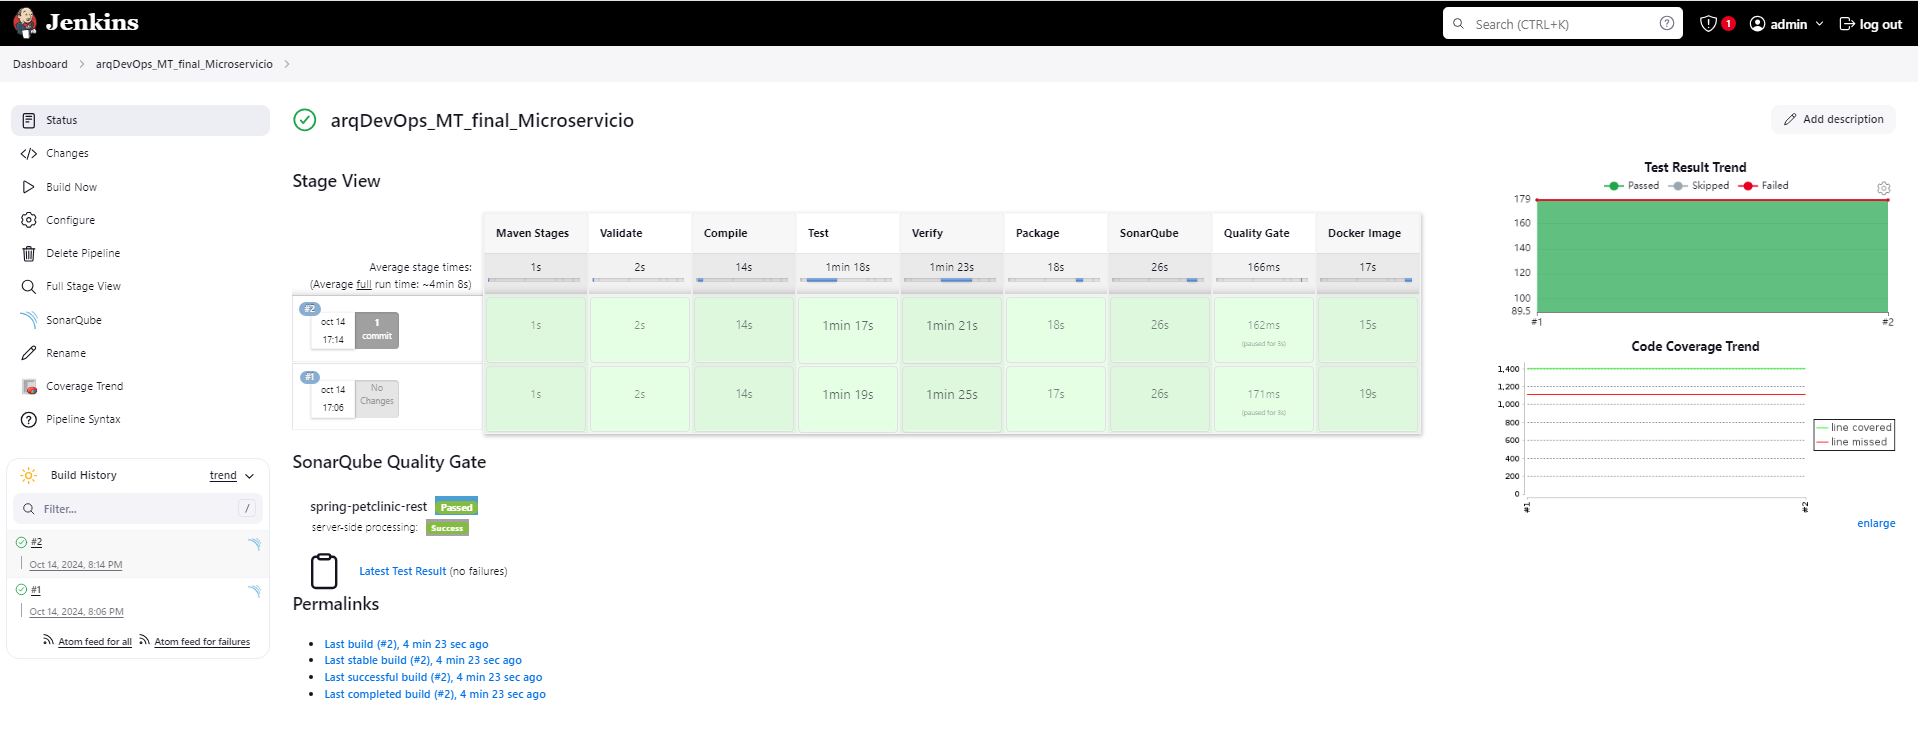 Jenkins
Search (CTRL+K)
1
admin
log out
Dashboard
arqDevOps_MT_final_Microservicio
Status
Changes
Build Now
Configure
Delete Pipeline
Full Stage View
SonarQube
Rename
Coverage Trend
Pipeline Syntax
Build History
trend
Filter...
/
#2
Oct 14, 2024, 8:14 PM
#1
Oct 14, 2024, 8:06 PM
Atom feed for all
Atom feed for failures
arqDevOps_MT_final_Microservicio
Add description
Stage View
Maven Stages Validate Compile Test Verify Package SonarQube Quality Gate Docker Image
Average stage times:
(Average full run time: ~4min 8s)
1s 2s 14s 1min 18s 1min 23s 18s 26s 166ms 17s
#2
oct 14
17:14
1
commit
1s 2s 14s 1min 17s 1min 21s 18s 26s 162ms 15s
(paused for 5s)
#1
oct 14
17:06
No
Changes
1s 2s 14s 1min 19s 1min 25s 17s 26s 171ms 19s
(paused for 5s)
SonarQube Quality Gate
spring-petclinic-rest Passed
server-side processing: Success
Latest Test Result (no failures)
Permalinks
Last build (#2), 4 min 23 sec ago
Last stable build (#2), 4 min 23 sec ago
Last successful build (#2), 4 min 23 sec ago
Last completed build (#2), 4 min 23 sec ago
Test Result Trend
Passed Skipped Failed
179
160
140
120
100
89.5
#1 #2
Code Coverage Trend
1,400
1,200
1,000
800
600
400
200
0
#1 #2
line covered
line missed
enlarge